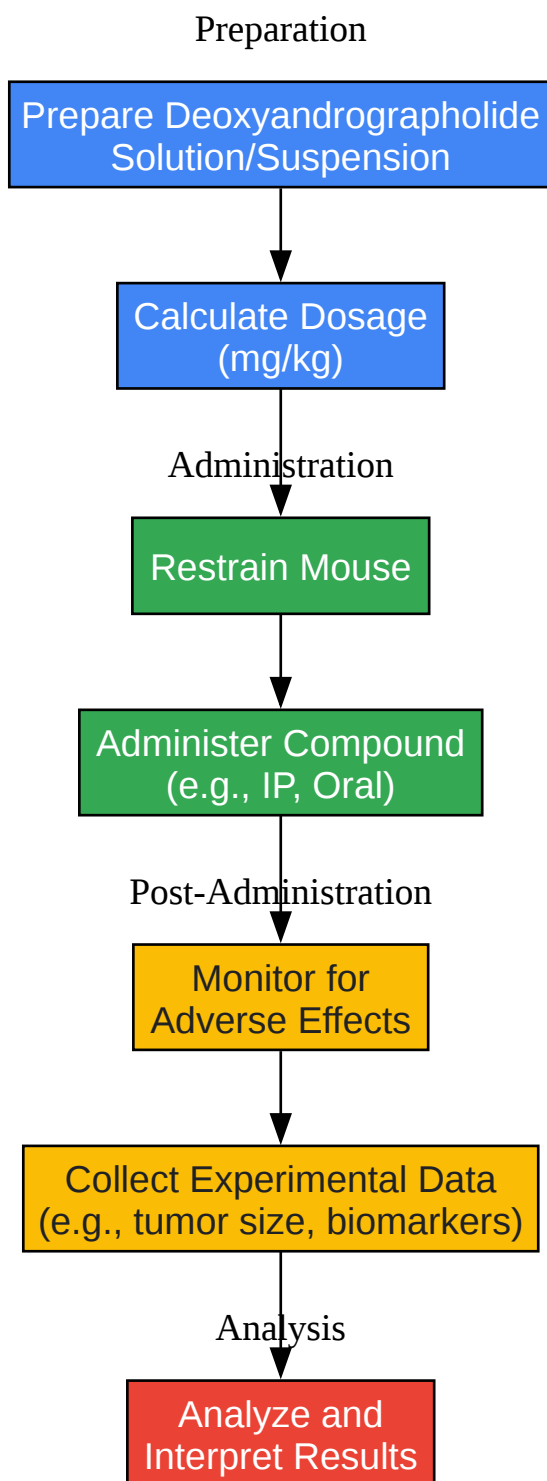 Preparation
Prepare Deoxyandrographolide
Solution/Suspension
Calculate Dosage
(mg/kg)
Administration
Restrain Mouse
Administer Compound
(e.g., IP, Oral)
Post-Administration
Monitor for
Adverse Effects
Collect Experimental Data
(e.g., tumor size, biomarkers)
Analysis
Analyze and
Interpret Results